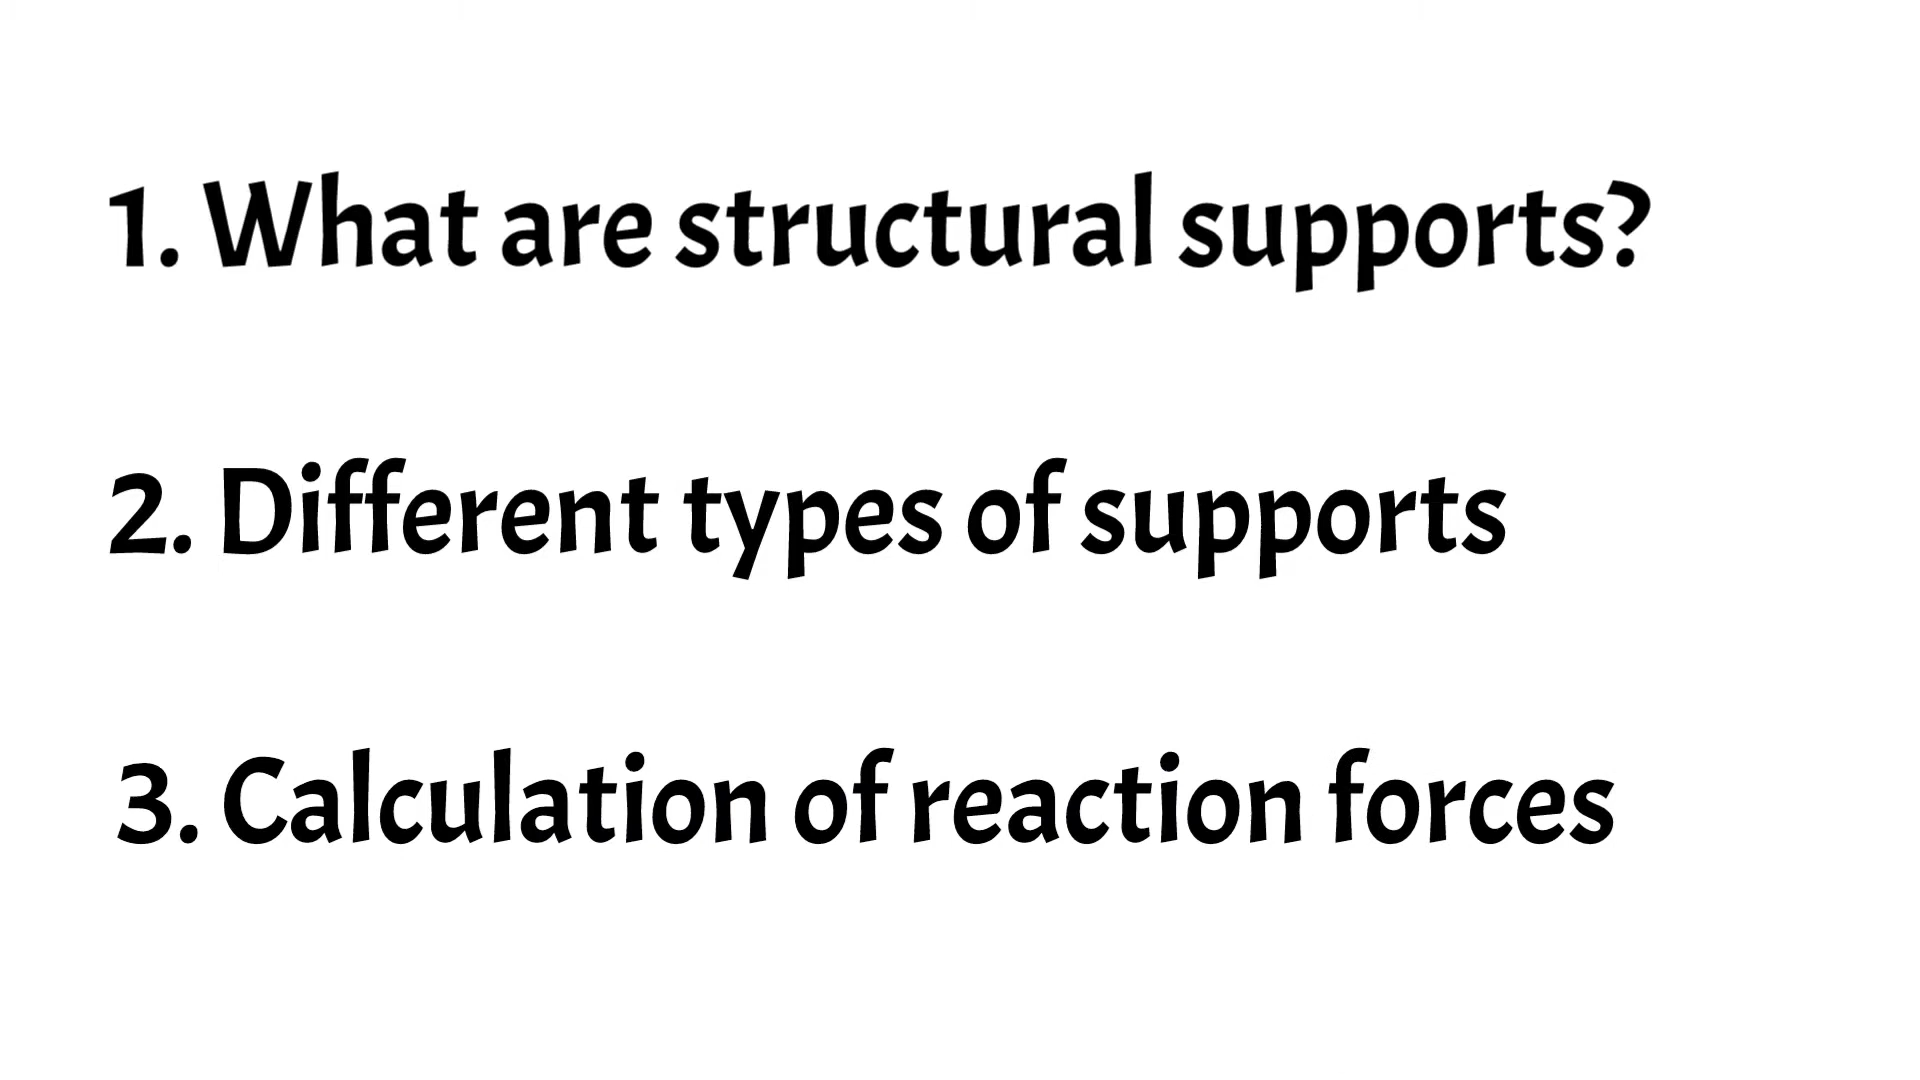 1. What are structural supports?
2. Different types of supports
3. Calculation of reaction forces